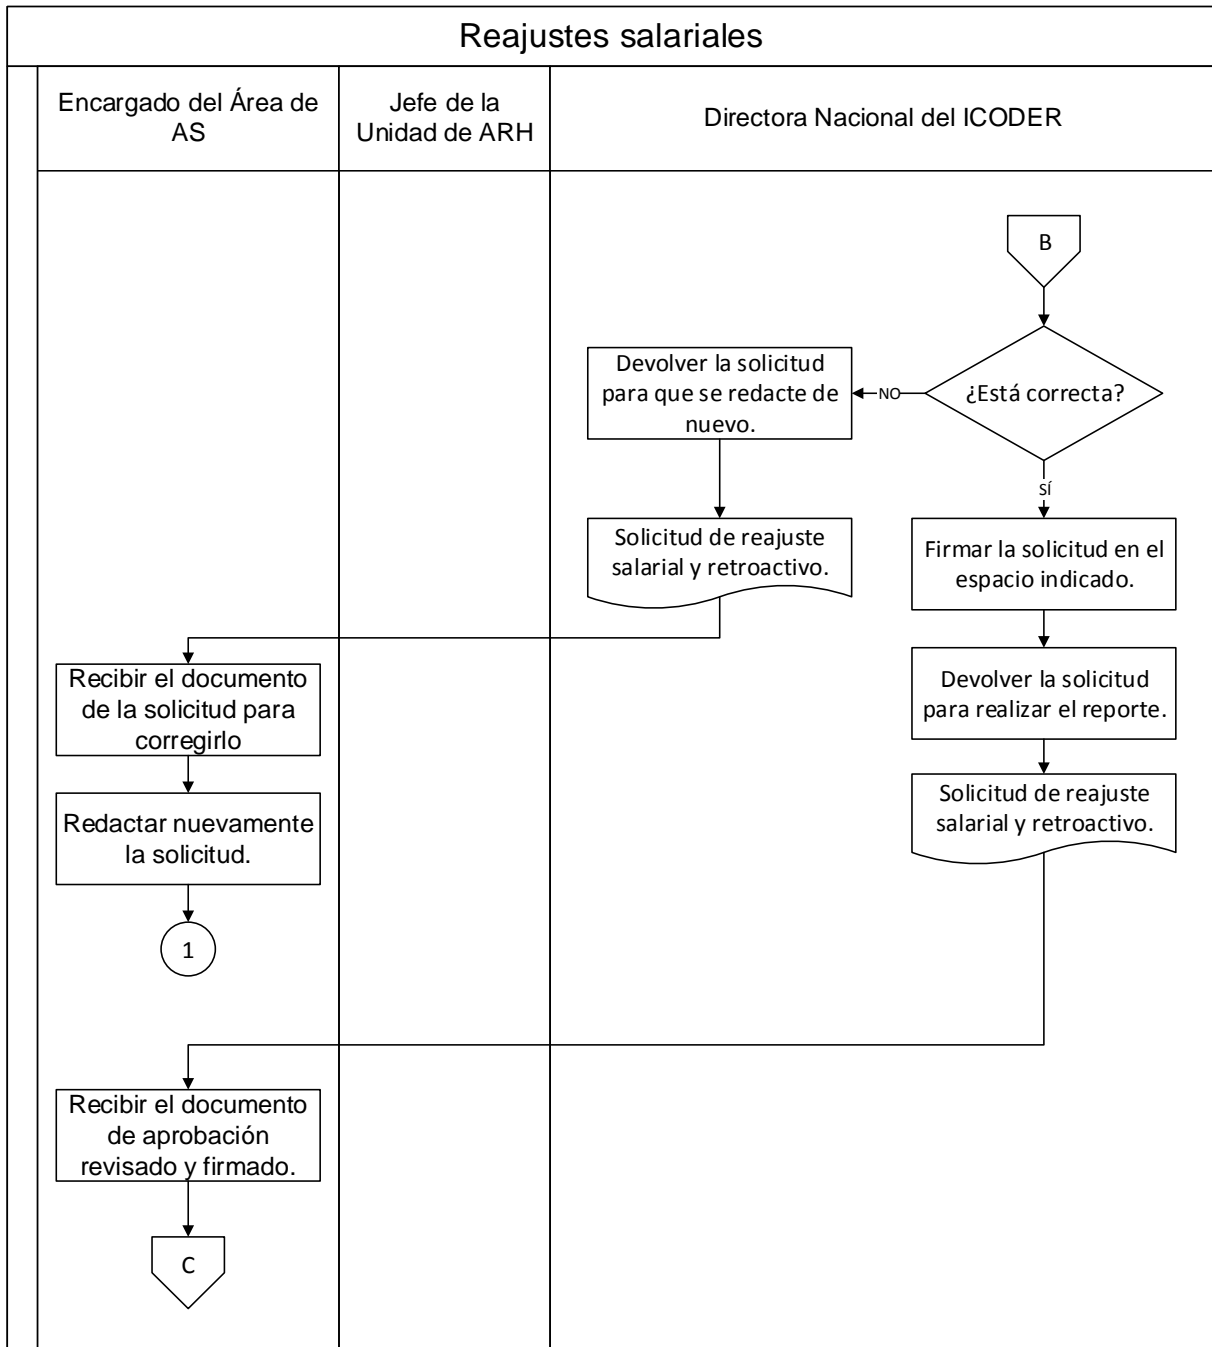 Reajustes salariales
Encargado del Área de
AS
Jefe de la
Unidad de ARH
Directora Nacional del ICODER
B
¿Está correcta?
NO
Devolver la solicitud
para que se redacte de
nuevo.
SÍ
Solicitud de reajuste
salarial y retroactivo.
Firmar la solicitud en el
espacio indicado.
Recibir el documento
de la solicitud para
corregirlo
Devolver la solicitud
para realizar el reporte.
Redactar nuevamente
la solicitud.
Solicitud de reajuste
salarial y retroactivo.
1
Recibir el documento
de aprobación
revisado y firmado.
C